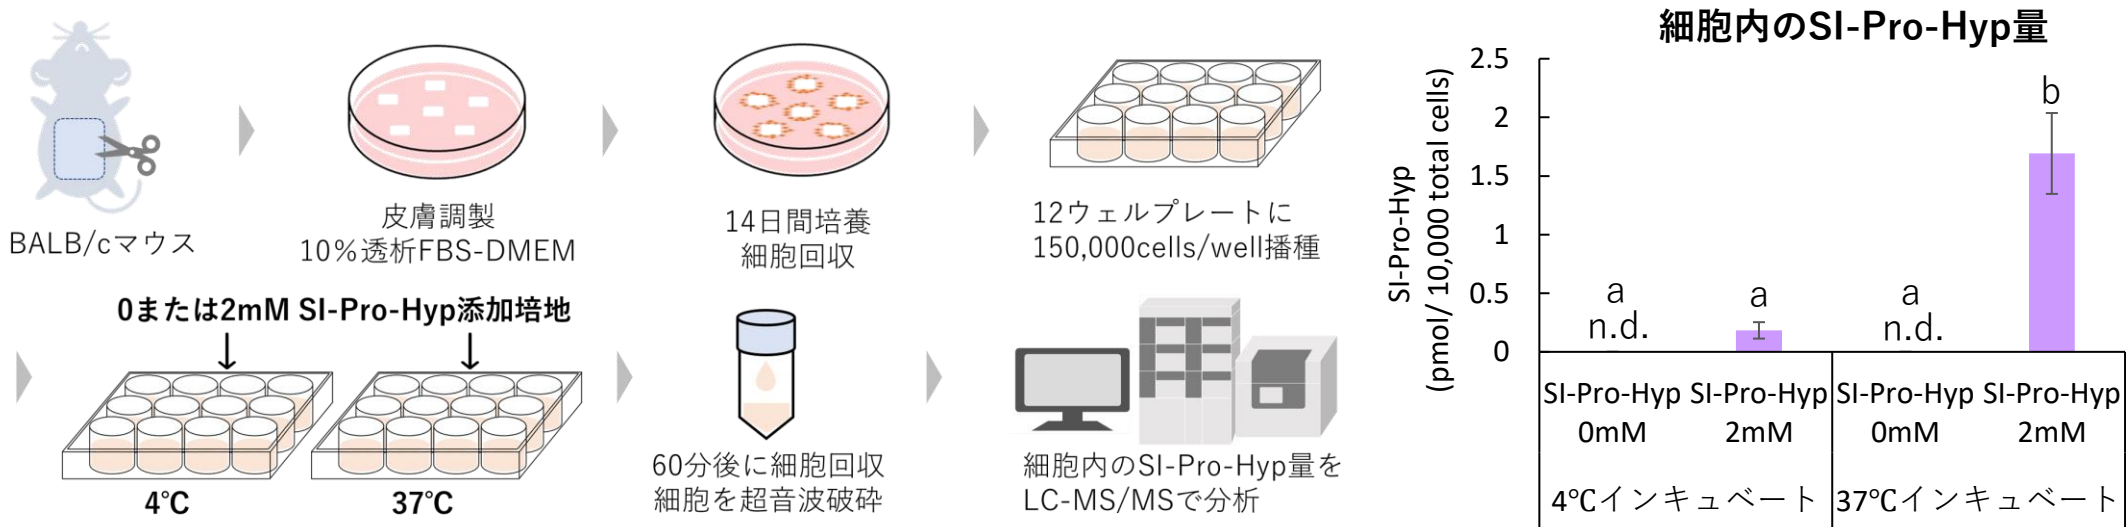 BALB/cマウス
皮膚調製
10%透析FBS-DMEM
14日間培養
細胞回収
12ウェルプレートに
150,000cells/well播種
0または2mM SI-Pro-Hyp添加培地
4℃
37℃
60分後に細胞回収
細胞を超音波破砕
細胞内のSI-Pro-Hyp量を
LC-MS/MSで分析
細胞内のSI-Pro-Hyp量
SI-Pro-Hyp
(pmol/ 10,000 total cells)
2.5
2
1.5
1
0.5
0
a
n.d.
a
a
n.d.
b
SI-Pro-Hyp
0mM
SI-Pro-Hyp
2mM
SI-Pro-Hyp
0mM
SI-Pro-Hyp
2mM
4℃インキュベート
37℃インキュベート